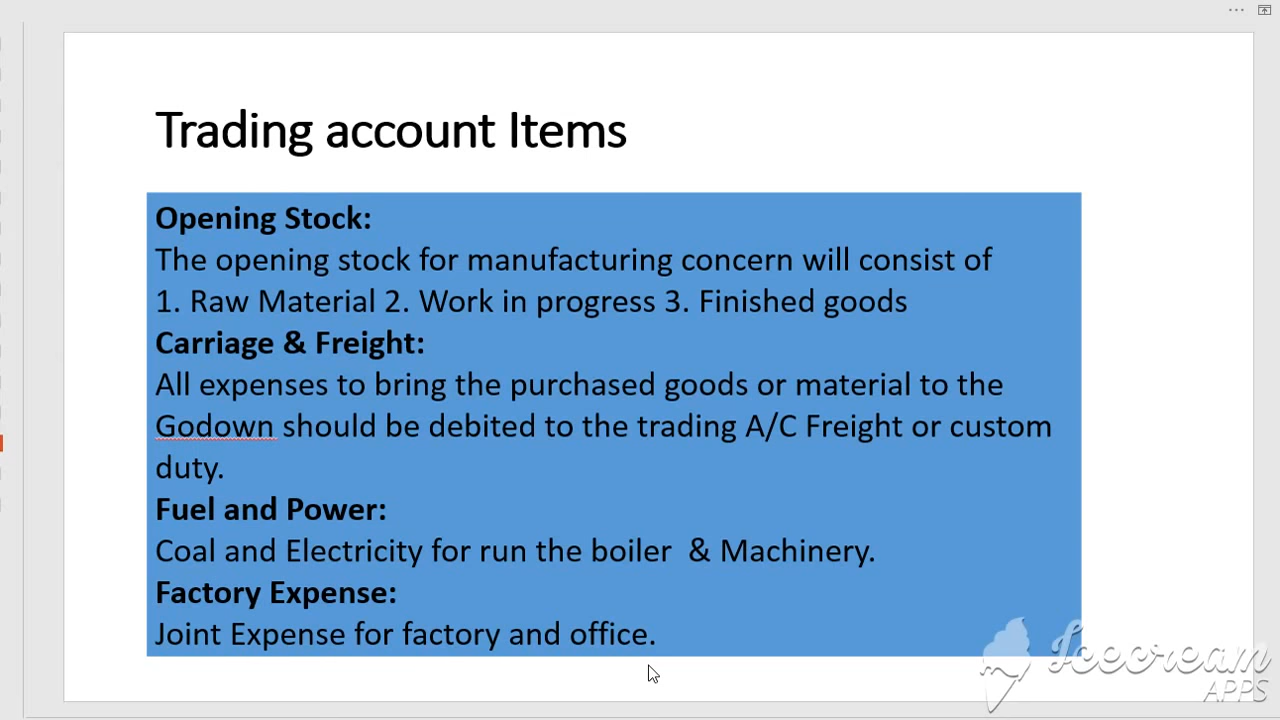 Trading account Items
Opening Stock:
The opening stock for manufacturing concern will consist of
1. Raw Material 2. Work in progress 3. Finished goods
Carriage & Freight:
All expenses to bring the purchased goods or material to the
Godown should be debited to the trading A/C Freight or custom
duty.
Fuel and Power:
Coal and Electricity for run the boiler  & Machinery.
Factory Expense:
Joint Expense for factory and office.
Icecream
APPS